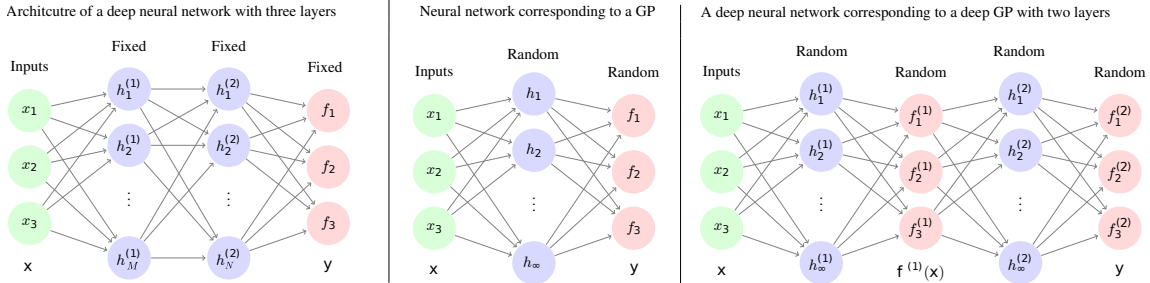 Architcutre of a deep neural network with three layers
Fixed Fixed
Inputs Fixed
x₁ h₁⁽¹⁾ h₁⁽²⁾ f₁
x₂ h₂⁽¹⁾ h₂⁽²⁾ f₂
⋮ ⋮
x₃ f₃
h_M⁽¹⁾ h_N⁽²⁾
x y
Neural network corresponding to a GP
Random
Inputs Random
h₁
x₁ f₁
h₂
x₂ f₂
⋮
x₃ f₃
h∞
x y
A deep neural network corresponding to a deep GP with two layers
Random Random
Inputs Random Random
h₁⁽¹⁾ h₁⁽²⁾
x₁ f₁⁽¹⁾ f₁⁽²⁾
h₂⁽¹⁾ h₂⁽²⁾
x₂ f₂⁽¹⁾ f₂⁽²⁾
⋮ ⋮
x₃ f₃⁽¹⁾ f₃⁽²⁾
h∞⁽¹⁾ h∞⁽²⁾
x f ⁽¹⁾(x) y